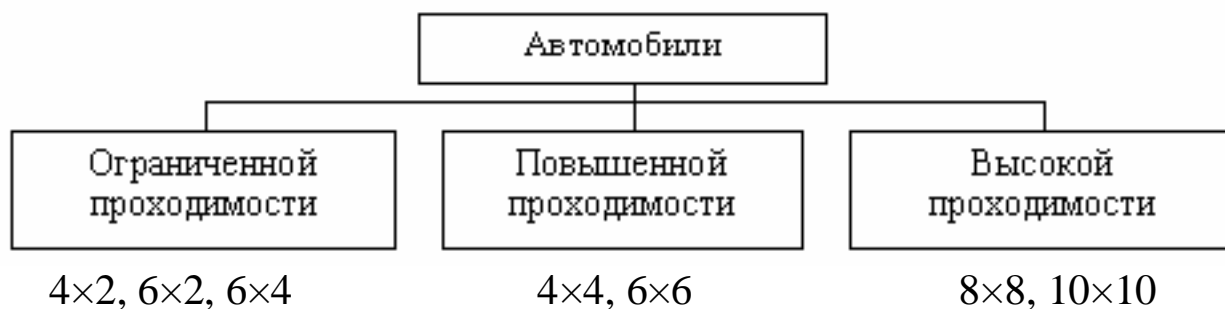 Автомобили
Ограниченной
проходимости
Повышенной
проходимости
Высокой
проходимости
4×2, 6×2, 6×4
4×4, 6×6
8×8, 10×10